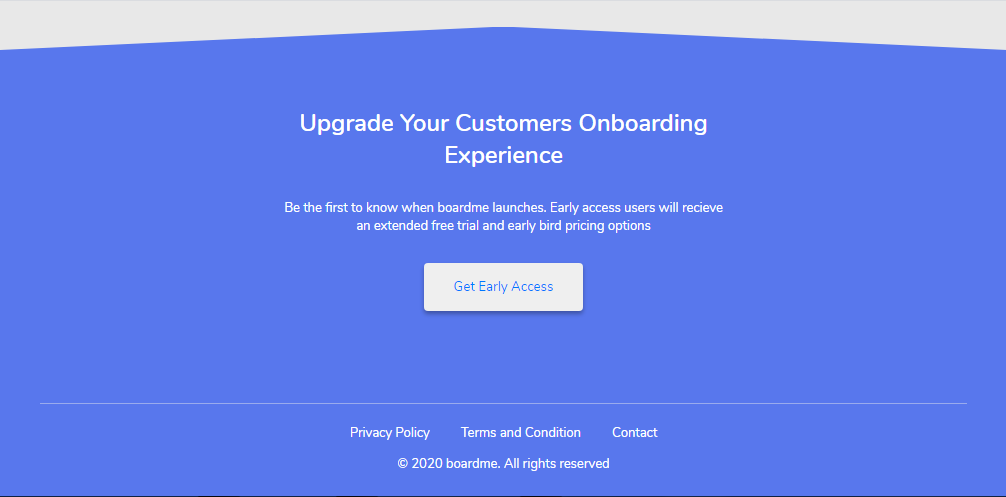 Upgrade Your Customers Onboarding
Experience
Be the first to know when boardme launches. Early access users will recieve
an extended free trial and early bird pricing options
Get Early Access
Privacy Policy Terms and Condition Contact
© 2020 boardme. All rights reserved